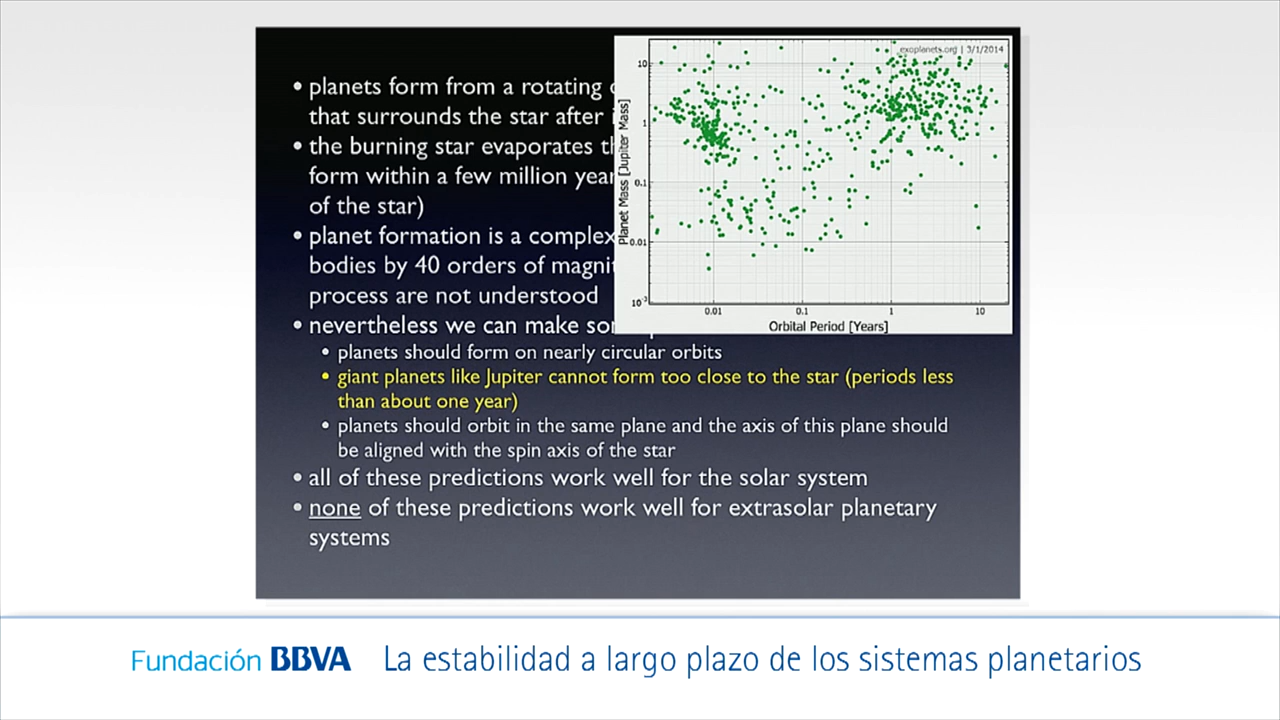 • planets form from a rotating
that surrounds the star after
• the burning star evaporates
form within a few million
of the star)
• planet formation is a complex
bodies by 40 orders of
process are not understood
• nevertheless we can make
• planets should form on nearly circular orbits
• giant planets like Jupiter cannot form too close to the star (periods less
than about one year)
• planets should orbit in the same plane and the axis of this plane should
be aligned with the spin axis of the star
• all of these predictions work well for the solar system
• none of these predictions work well for extrasolar planetary
systems
exoplanets.org | 3/1/2014
Planet Mass [Jupiter Mass]
10
1
0.1
0.01
10⁻³
0.01
0.1
1
10
Orbital Period [Years]
Fundación BBVA
La estabilidad a largo plazo de los sistemas planetarios